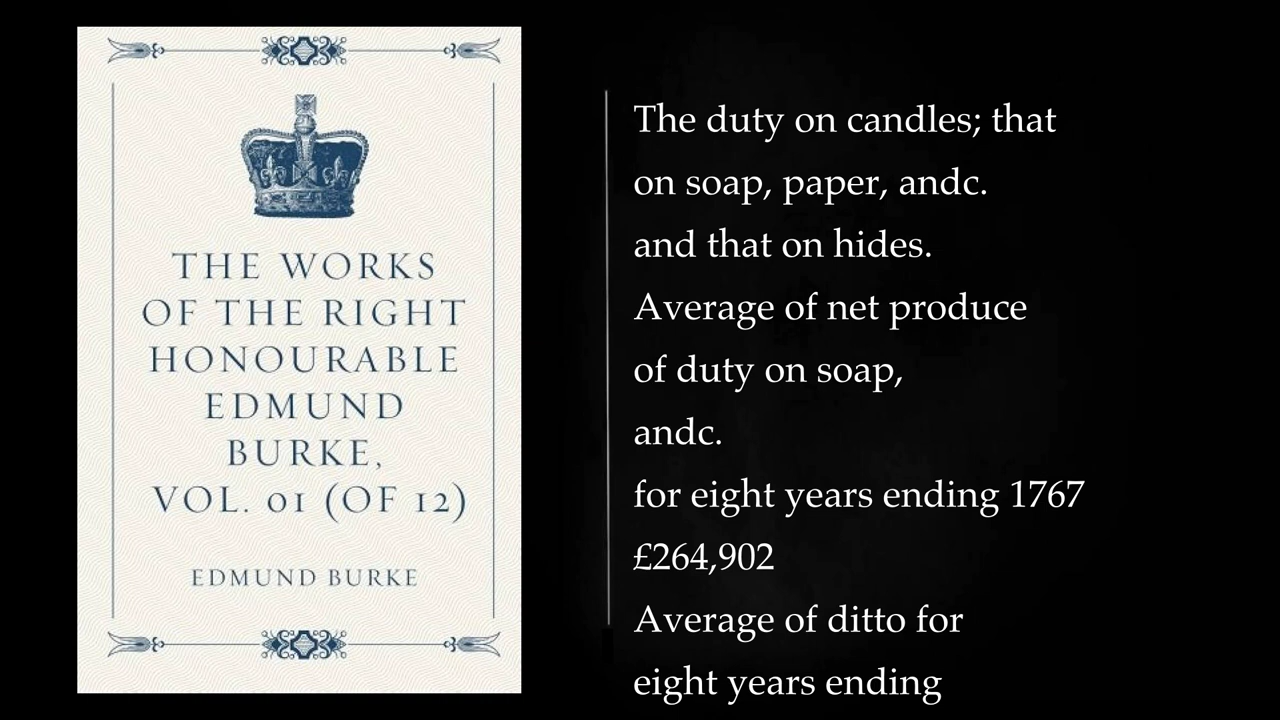 THE WORKS
OF THE RIGHT
HONOURABLE
EDMUND
BURKE,
VOL. 01 (OF 12)
EDMUND BURKE
The duty on candles; that
on soap, paper, andc.
and that on hides.
Average of net produce
of duty on soap,
andc.
for eight years ending 1767
£264,902
Average of ditto for
eight years ending